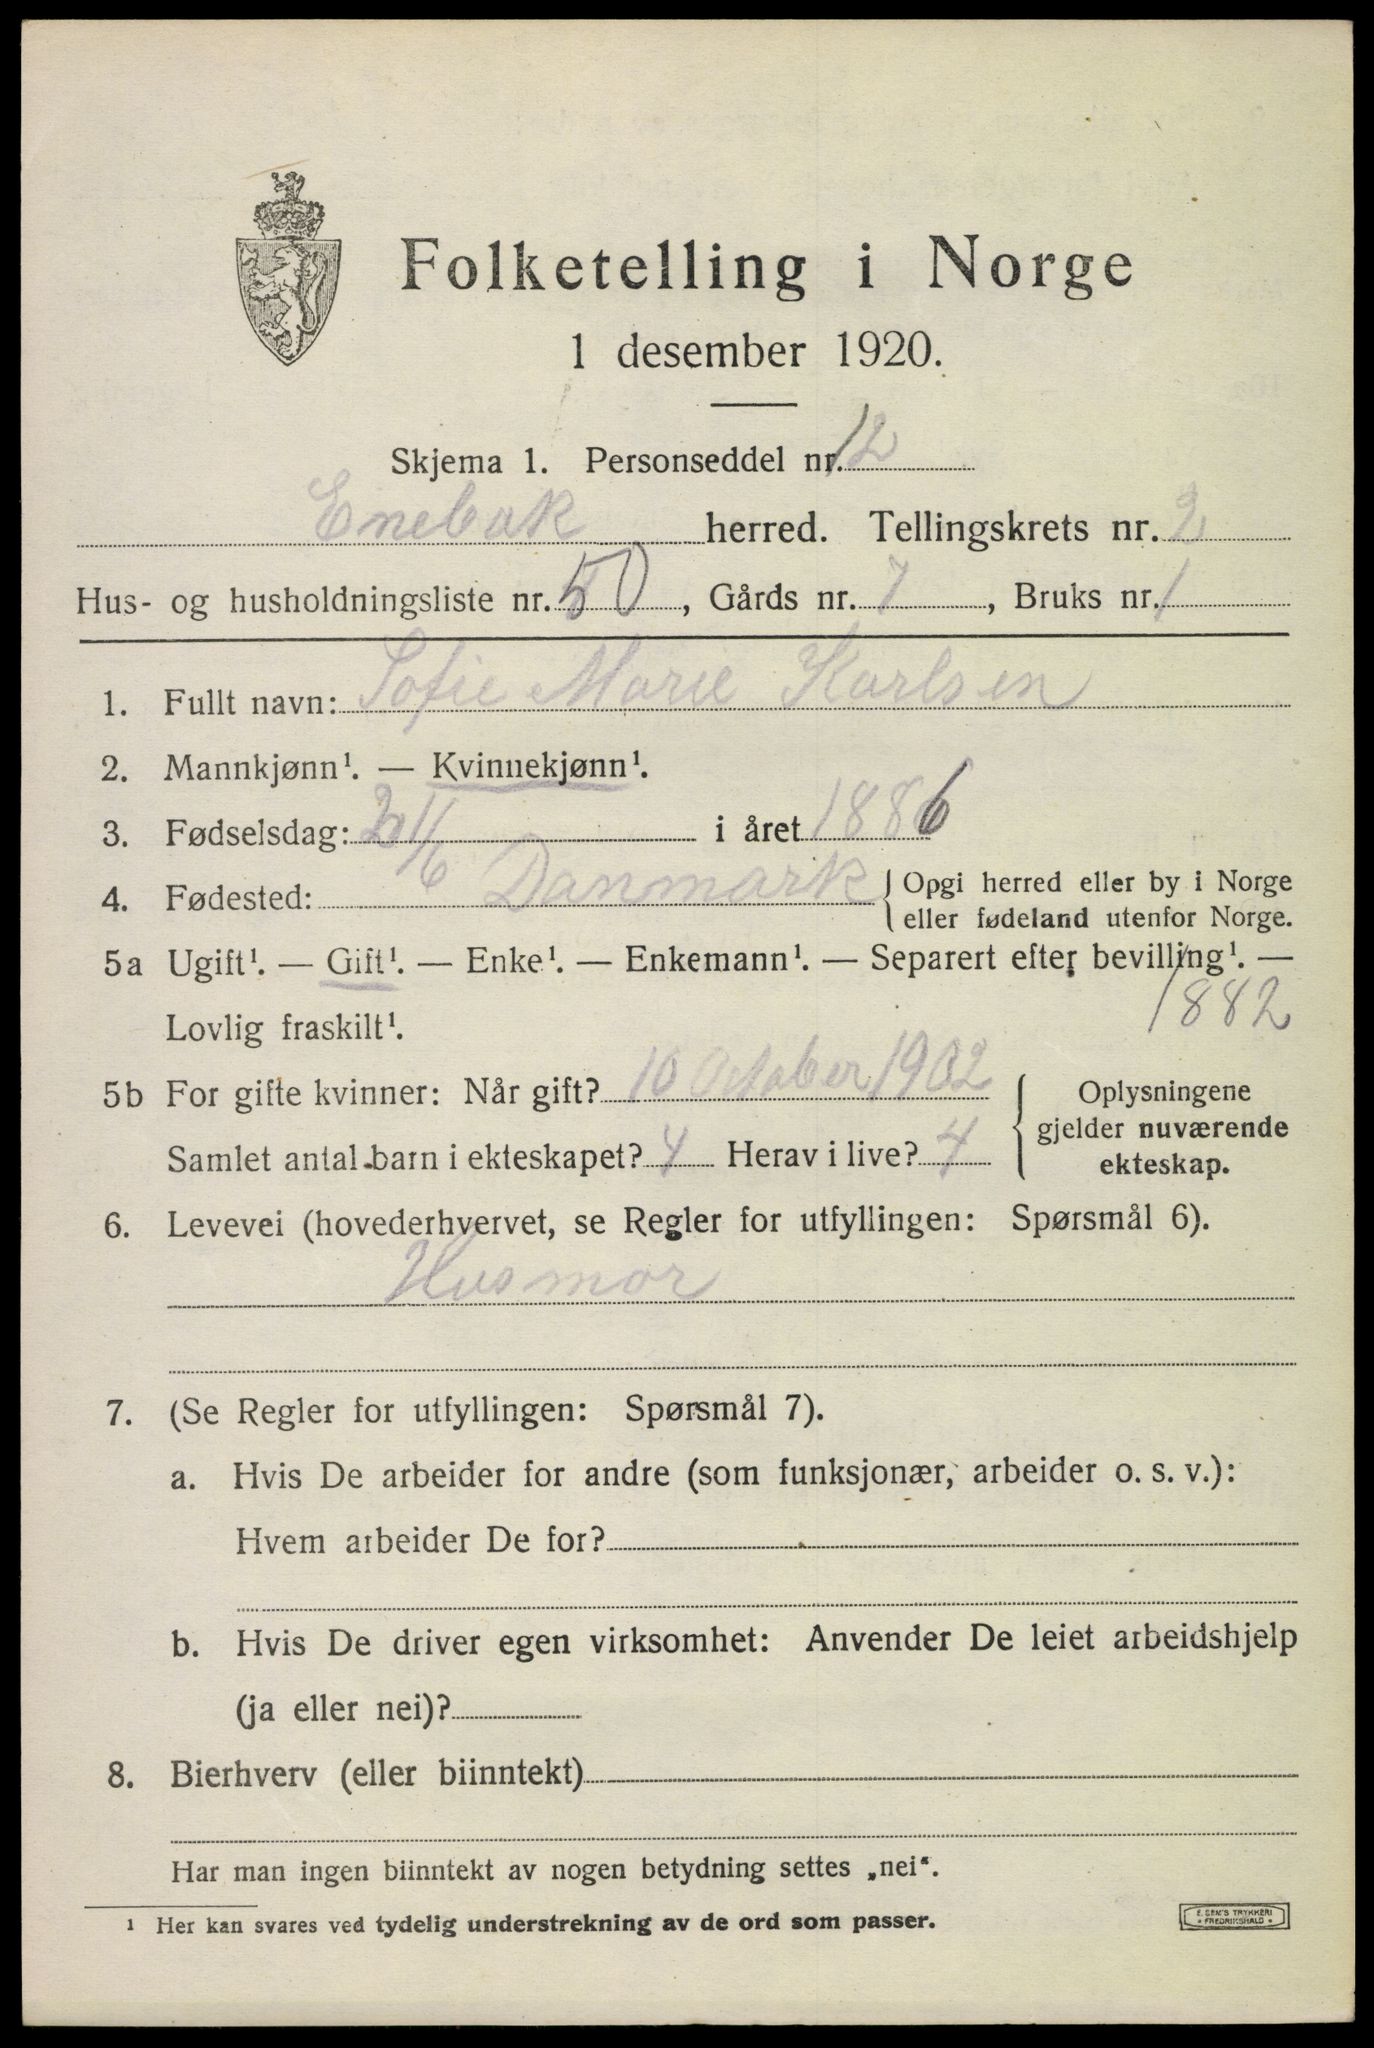 Folketelling i Norge
1 desember 1920.
Skjema 1. Personseddel nr. 12
Enebak herred. Tellingskrets nr. 2
Hus- og husholdningsliste nr. 50, Gårds nr. 7, Bruks nr. 1
1. Fullt navn: Sofie Marie Karlsen
2. Mannkjønn¹. — Kvinnekjønn¹.
3. Fødselsdag: 20/6 i året 1886
4. Fødested: Danmark { Opgi herred eller by i Norge
eller fødeland utenfor Norge.
5a Ugift¹. — Gift¹. — Enke¹. — Enkemann¹. — Separert efter bevilling¹. —
Lovlig fraskilt¹. 1882
5b For gifte kvinner: Når gift? 10 October 1902 { Oplysningene
gjelder nuværende
Samlet antal barn i ekteskapet? 4 Herav i live? 4 ekteskap.
6. Levevei (hovederhvervet, se Regler for utfyllingen: Spørsmål 6).
Husmor
7. (Se Regler for utfyllingen: Spørsmål 7).
a. Hvis De arbeider for andre (som funksjonær, arbeider o. s. v.):
Hvem arbeider De for?
b. Hvis De driver egen virksomhet: Anvender De leiet arbeidshjelp
(ja eller nei)?
8. Bierhverv (eller biinntekt)
Har man ingen biinntekt av nogen betydning settes „nei“.
¹ Her kan svares ved tydelig understrekning av de ord som passer.
E. SEM'S TRYKKERI
FREDRIKSHALD